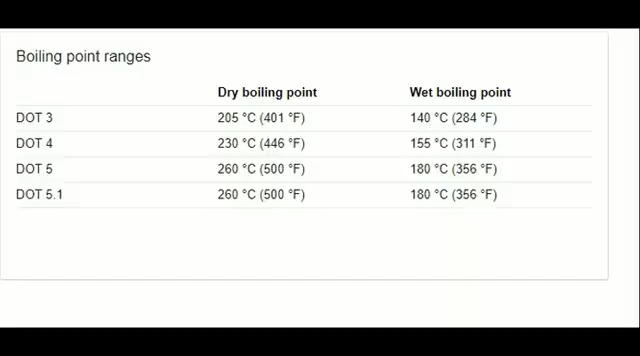 Boiling point ranges
Dry boiling point Wet boiling point
DOT 3 205 °C (401 °F) 140 °C (284 °F)
DOT 4 230 °C (446 °F) 155 °C (311 °F)
DOT 5 260 °C (500 °F) 180 °C (356 °F)
DOT 5.1 260 °C (500 °F) 180 °C (356 °F)